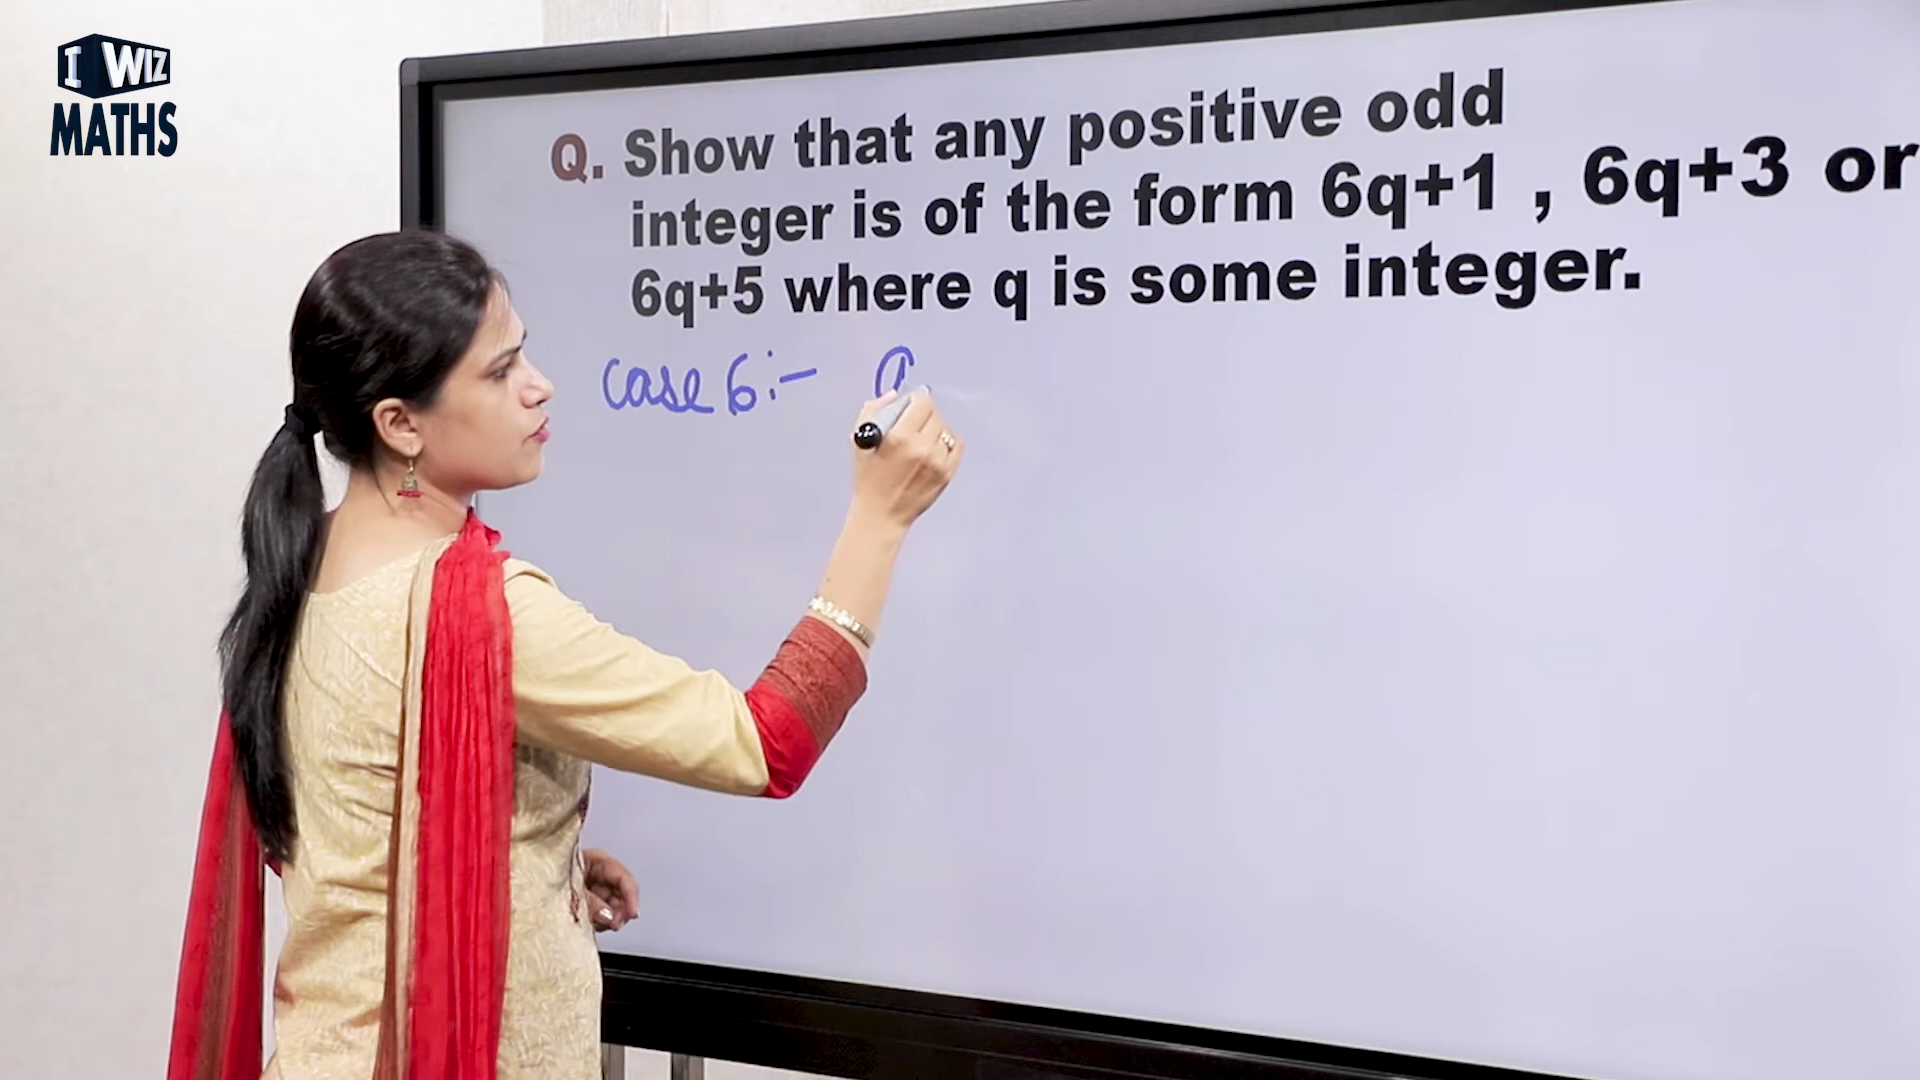 I WIZ
MATHS
Q. Show that any positive odd
integer is of the form 6q+1 , 6q+3 or
6q+5 where q is some integer.
Case 6:- a